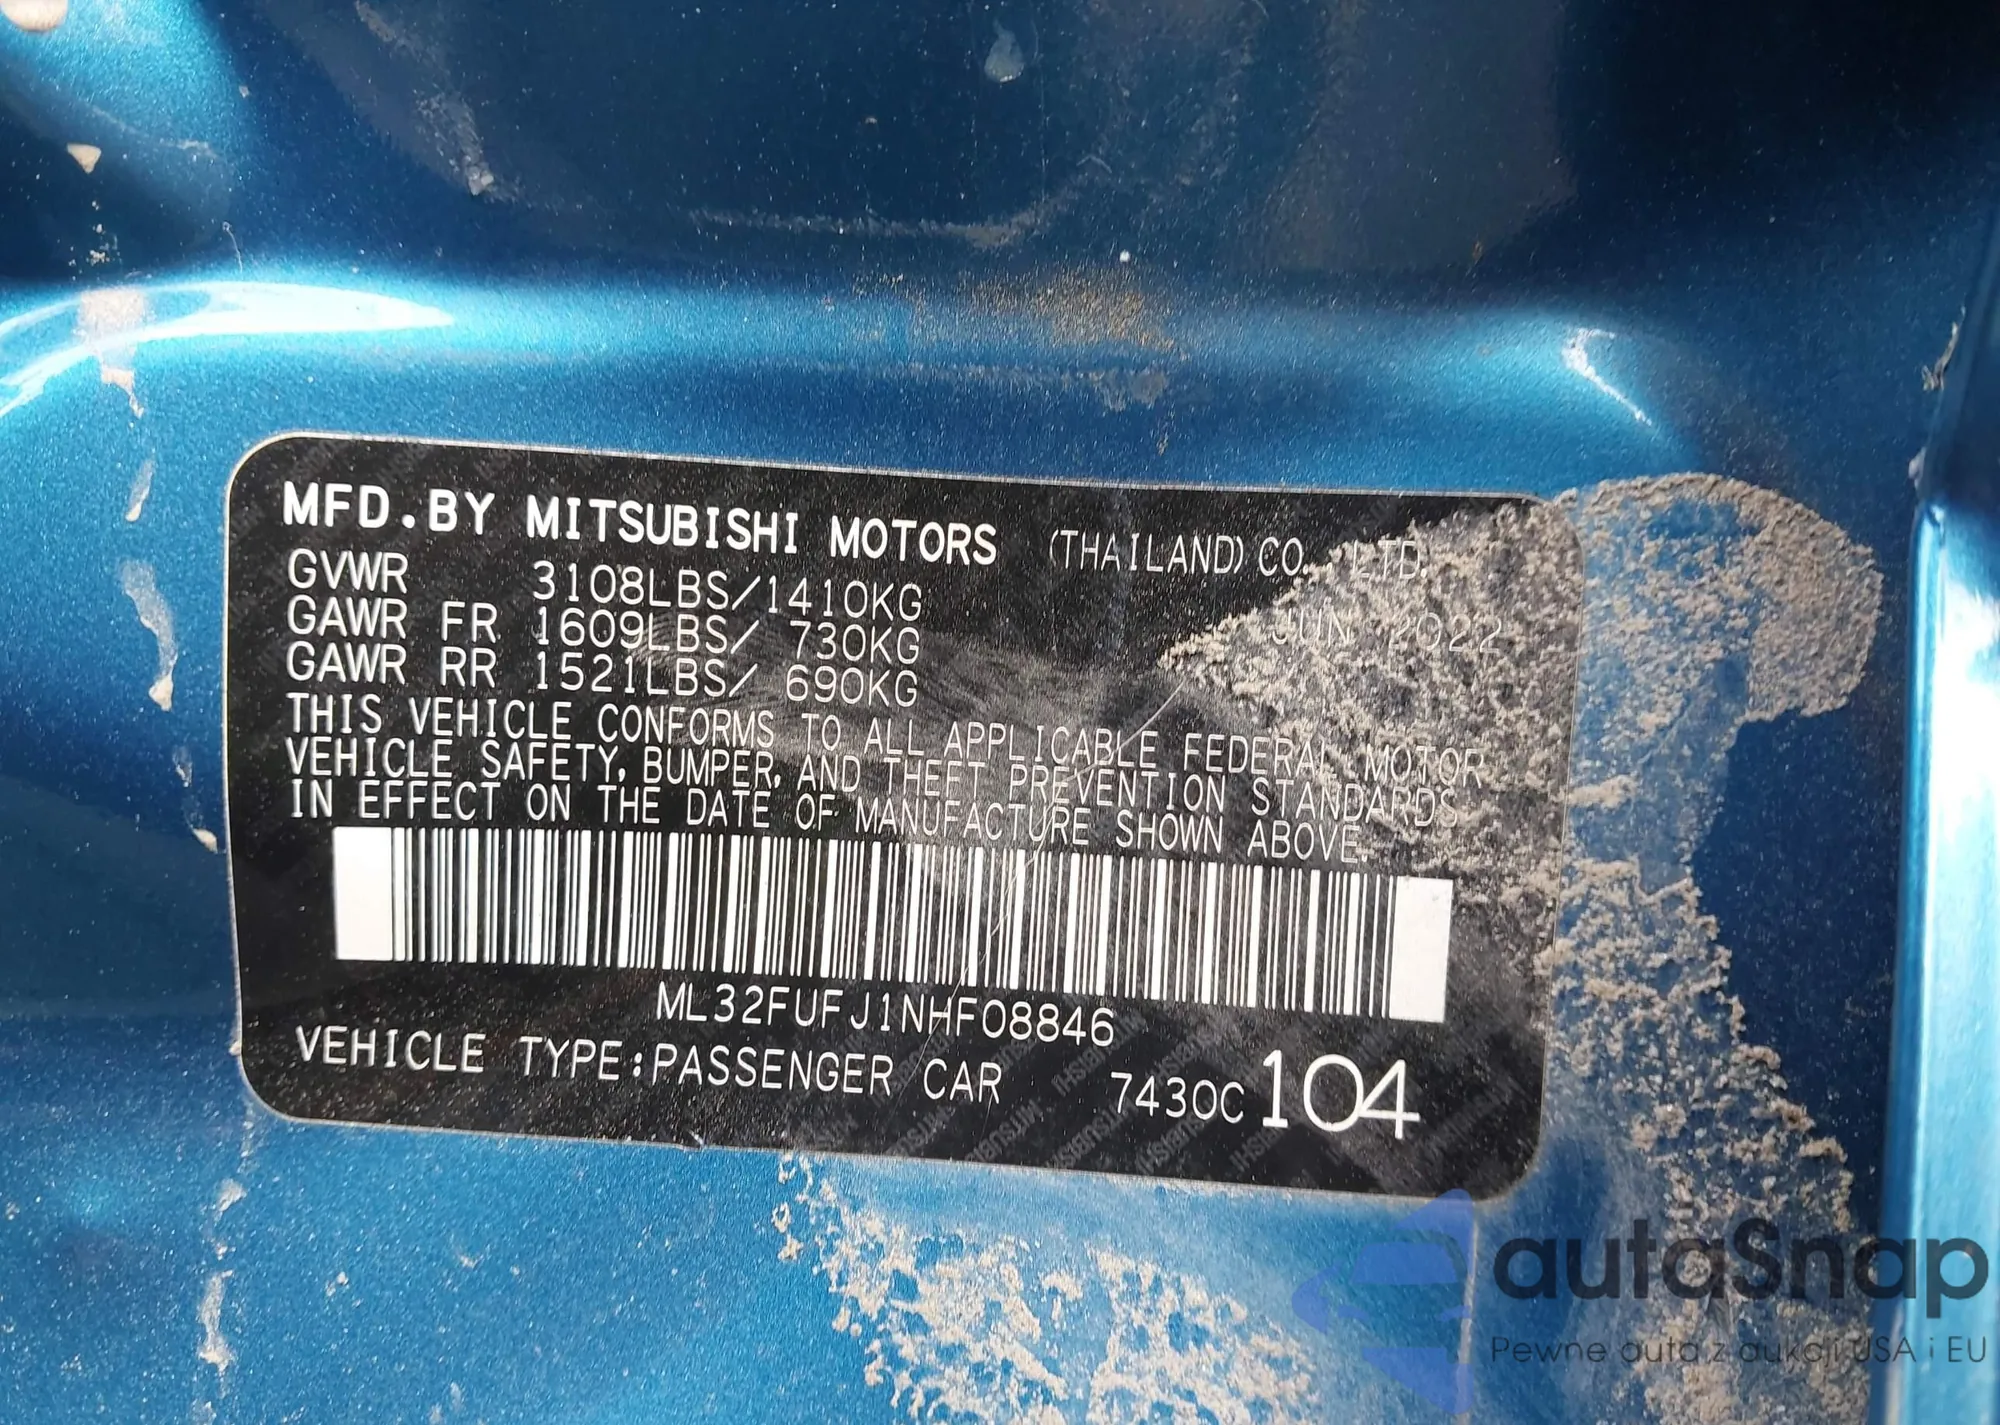 MFD.BY MITSUBISHI MOTORS (THAILAND) CO., LTD.
GVWR 3108LBS/1410KG JUN 2022
GAWR FR 1609LBS/ 730KG
GAWR RR 1521LBS/ 690KG
THIS VEHICLE CONFORMS TO ALL APPLICABLE FEDERAL MOTOR
VEHICLE SAFETY, BUMPER, AND THEFT PREVENTION STANDARDS
IN EFFECT ON THE DATE OF MANUFACTURE SHOWN ABOVE.
ML32FUFJ1NHF08846
VEHICLE TYPE:PASSENGER CAR 7430C 104
autaSnap
Pewne auta z aukcji USA i EU